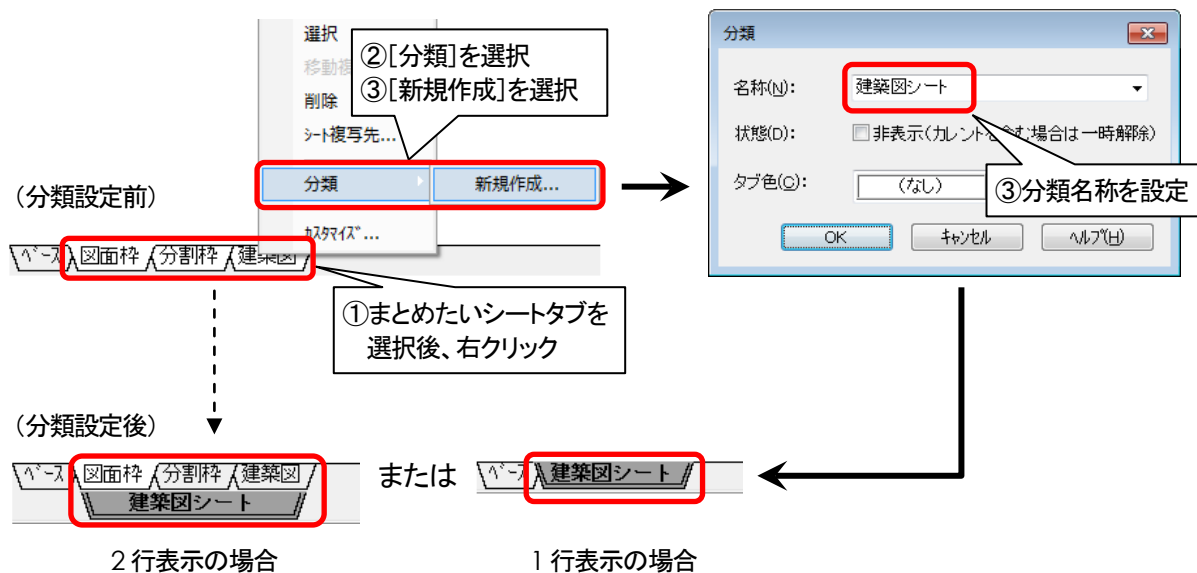 選択
移動複
削除
シート複写先...
分類
新規作成...
カスタマイズ...
②[分類]を選択
③[新規作成]を選択
分類
名称(N):
建築図シート
状態(D):
非表示(カレントを含む場合は一時解除)
タブ色(C):
(なし)
③分類名称を設定
OK
キャンセル
ヘルプ(H)
(分類設定前)
ベース
図面枠
分割枠
建築図
①まとめたいシートタブを
選択後、右クリック
(分類設定後)
ベース
図面枠
分割枠
建築図
建築図シート
または
ベース
建築図シート
2行表示の場合
1行表示の場合